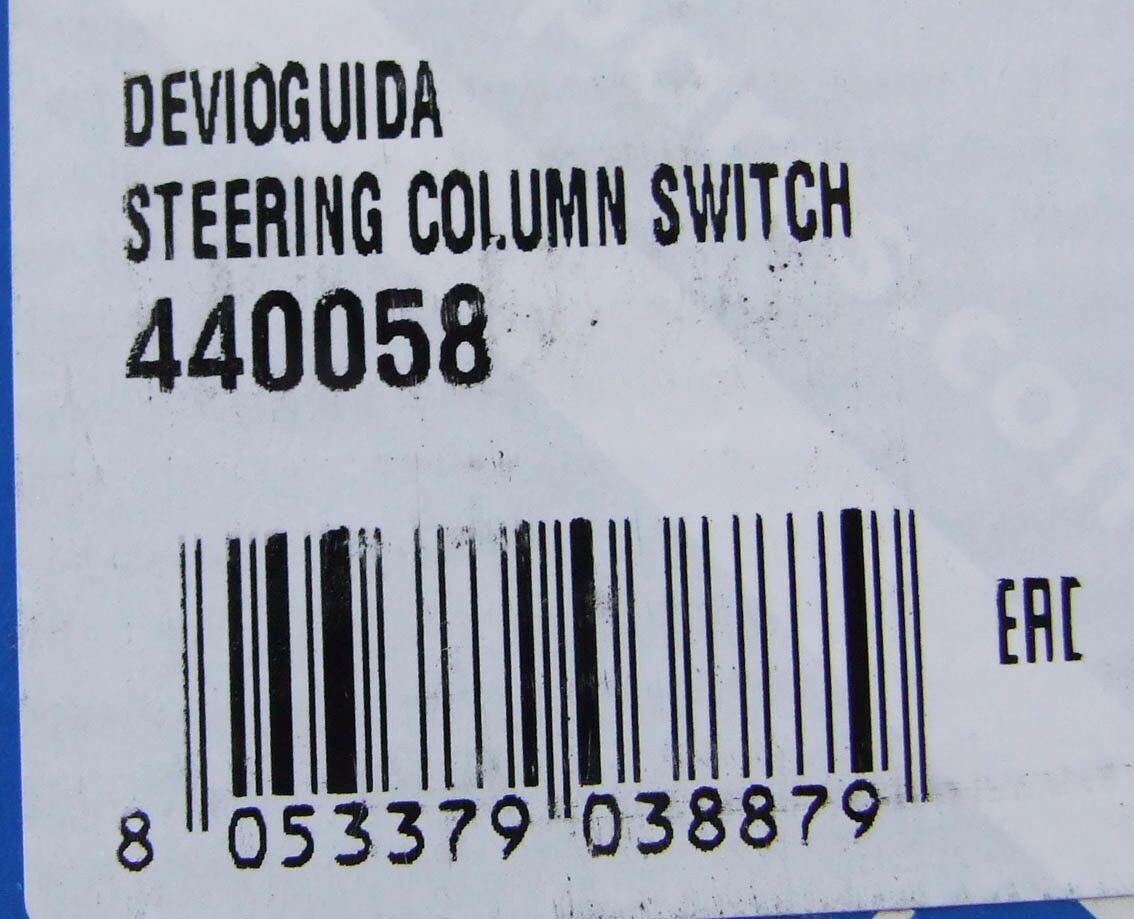 DEVIOGUIDA
STEERING COLUMN SWITCH
440058
EAC
8 053379 038879